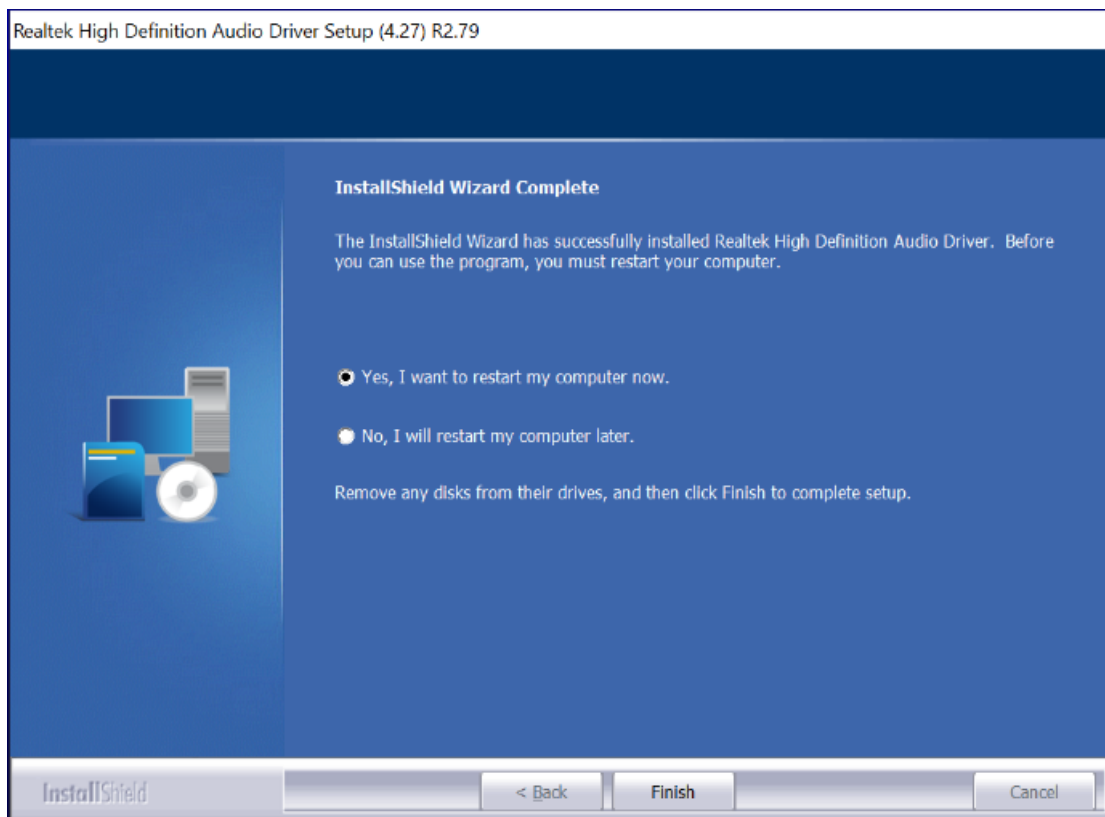 Realtek High Definition Audio Driver Setup (4.27) R2.79
InstallShield Wizard Complete
The InstallShield Wizard has successfully installed Realtek High Definition Audio Driver.  Before
you can use the program, you must restart your computer.
Yes, I want to restart my computer now.
No, I will restart my computer later.
Remove any disks from their drives, and then click Finish to complete setup.
InstallShield
< Back
Finish
Cancel